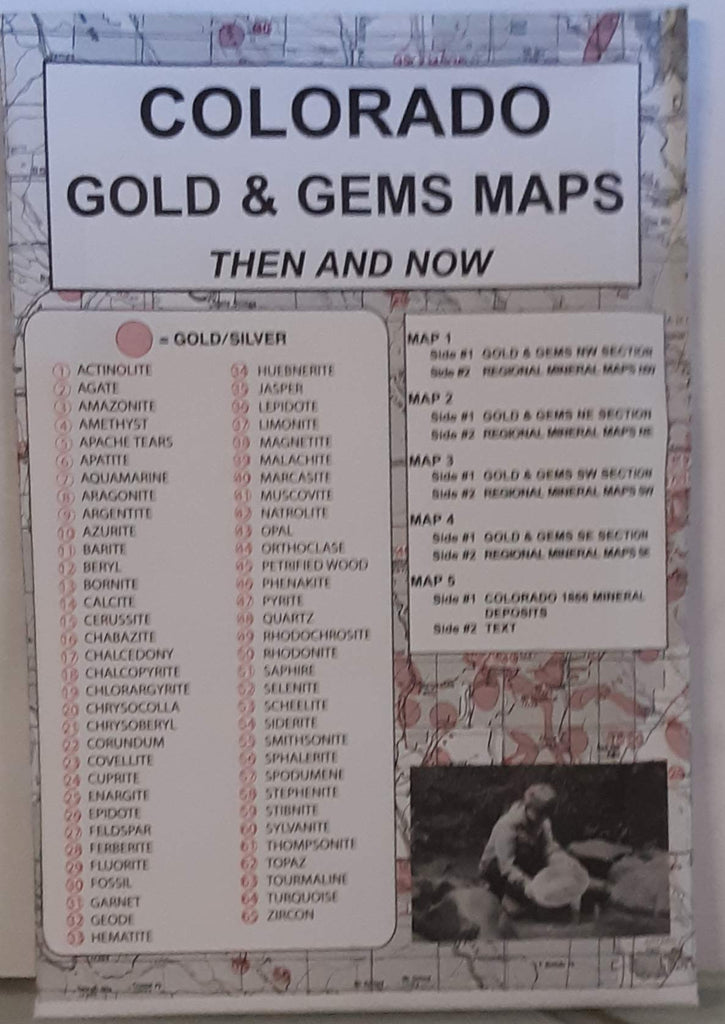 COLORADO
GOLD & GEMS MAPS
THEN AND NOW
= GOLD/SILVER
1 ACTINOLITE
2 AGATE
3 AMAZONITE
4 AMETHYST
5 APACHE TEARS
6 APATITE
7 AQUAMARINE
8 ARAGONITE
9 ARGENTITE
10 AZURITE
11 BARITE
12 BERYL
13 BORNITE
14 CALCITE
15 CERUSSITE
16 CHABAZITE
17 CHALCEDONY
18 CHALCOPYRITE
19 CHLORARGYRITE
20 CHRYSOCOLLA
21 CHRYSOBERYL
22 CORUNDUM
23 COVELLITE
24 CUPRITE
25 ENARGITE
26 EPIDOTE
27 FELDSPAR
28 FERBERITE
29 FLUORITE
30 FOSSIL
31 GARNET
32 GEODE
33 HEMATITE
34 HUEBNERITE
35 JASPER
36 LEPIDOTE
37 LIMONITE
38 MAGNETITE
39 MALACHITE
40 MARCASITE
41 MUSCOVITE
42 NATROLITE
43 OPAL
44 ORTHOCLASE
45 PETRIFIED WOOD
46 PHENAKITE
47 PYRITE
48 QUARTZ
49 RHODOCHROSITE
50 RHODONITE
51 SAPHIRE
52 SELENITE
53 SCHEELITE
54 SIDERITE
55 SMITHSONITE
56 SPHALERITE
57 SPODUMENE
58 STEPHENITE
59 STIBNITE
60 SYLVANITE
61 THOMPSONITE
62 TOPAZ
63 TOURMALINE
64 TURQUOISE
65 ZIRCON
MAP 1
Side #1 GOLD & GEMS NW SECTION
Side #2 REGIONAL MINERAL MAPS NW
MAP 2
Side #1 GOLD & GEMS NE SECTION
Side #2 REGIONAL MINERAL MAPS NE
MAP 3
Side #1 GOLD & GEMS SW SECTION
Side #2 REGIONAL MINERAL MAPS SW
MAP 4
Side #1 GOLD & GEMS SE SECTION
Side #2 REGIONAL MINERAL MAPS SE
MAP 5
Side #1 COLORADO 1866 MINERAL
DEPOSITS
Side #2 TEXT